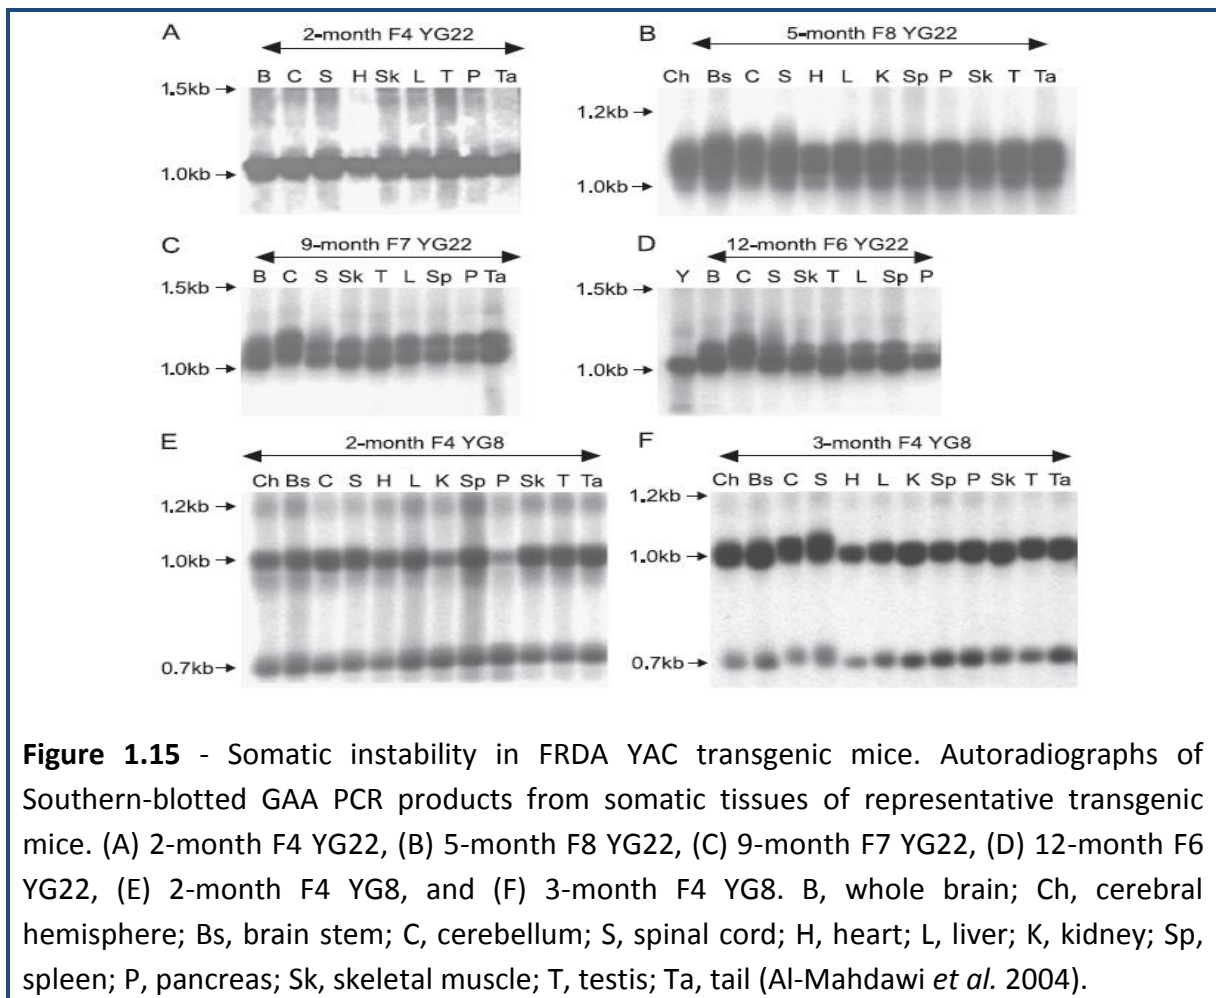 A
2-month F4 YG22
B C S H Sk L T P Ta
1.5kb
1.0kb
B
5-month F8 YG22
Ch Bs C S H L K Sp P Sk T Ta
1.2kb
1.0kb
C
9-month F7 YG22
B C S Sk T L Sp P Ta
1.5kb
1.0kb
D
12-month F6 YG22
Y B C S Sk T L Sp P
1.5kb
1.0kb
E
2-month F4 YG8
Ch Bs C S H L K Sp P Sk T Ta
1.2kb
1.0kb
0.7kb
F
3-month F4 YG8
Ch Bs C S H L K Sp P Sk T Ta
1.2kb
1.0kb
0.7kb
Figure 1.15 - Somatic instability in FRDA YAC transgenic mice. Autoradiographs of
Southern-blotted GAA PCR products from somatic tissues of representative transgenic
mice. (A) 2-month F4 YG22, (B) 5-month F8 YG22, (C) 9-month F7 YG22, (D) 12-month F6
YG22, (E) 2-month F4 YG8, and (F) 3-month F4 YG8. B, whole brain; Ch, cerebral
hemisphere; Bs, brain stem; C, cerebellum; S, spinal cord; H, heart; L, liver; K, kidney; Sp,
spleen; P, pancreas; Sk, skeletal muscle; T, testis; Ta, tail (Al-Mahdawi et al. 2004).